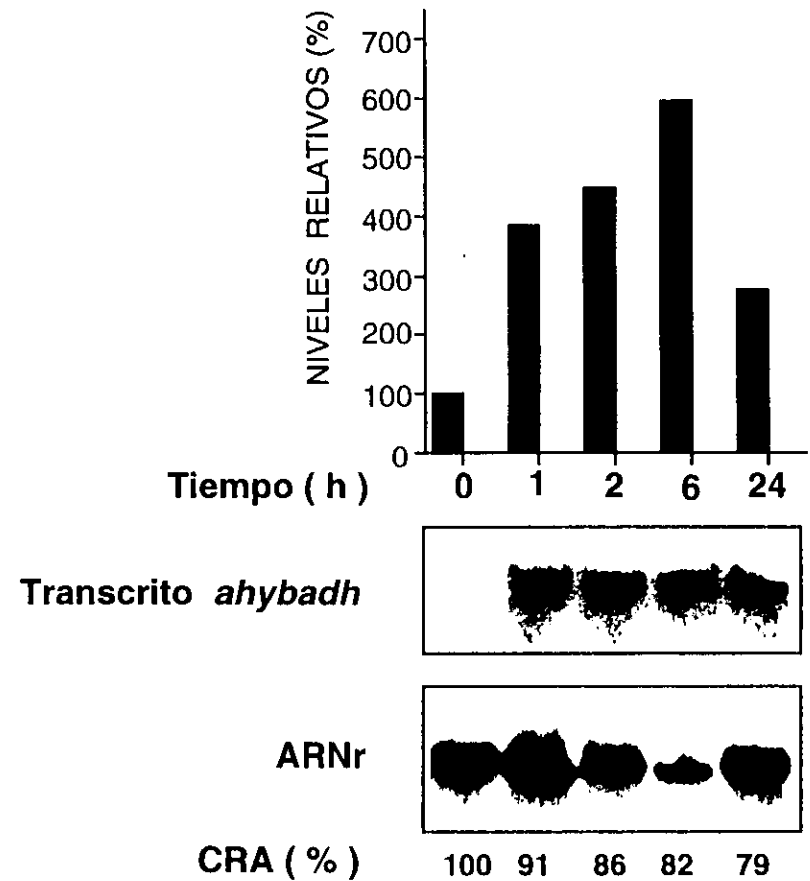 NIVELES RELATIVOS (%)
700
600
500
400
300
200
100
0
Tiempo ( h ) 0 1 2 6 24
Transcrito ahybadh
ARNr
CRA ( % ) 100 91 86 82 79